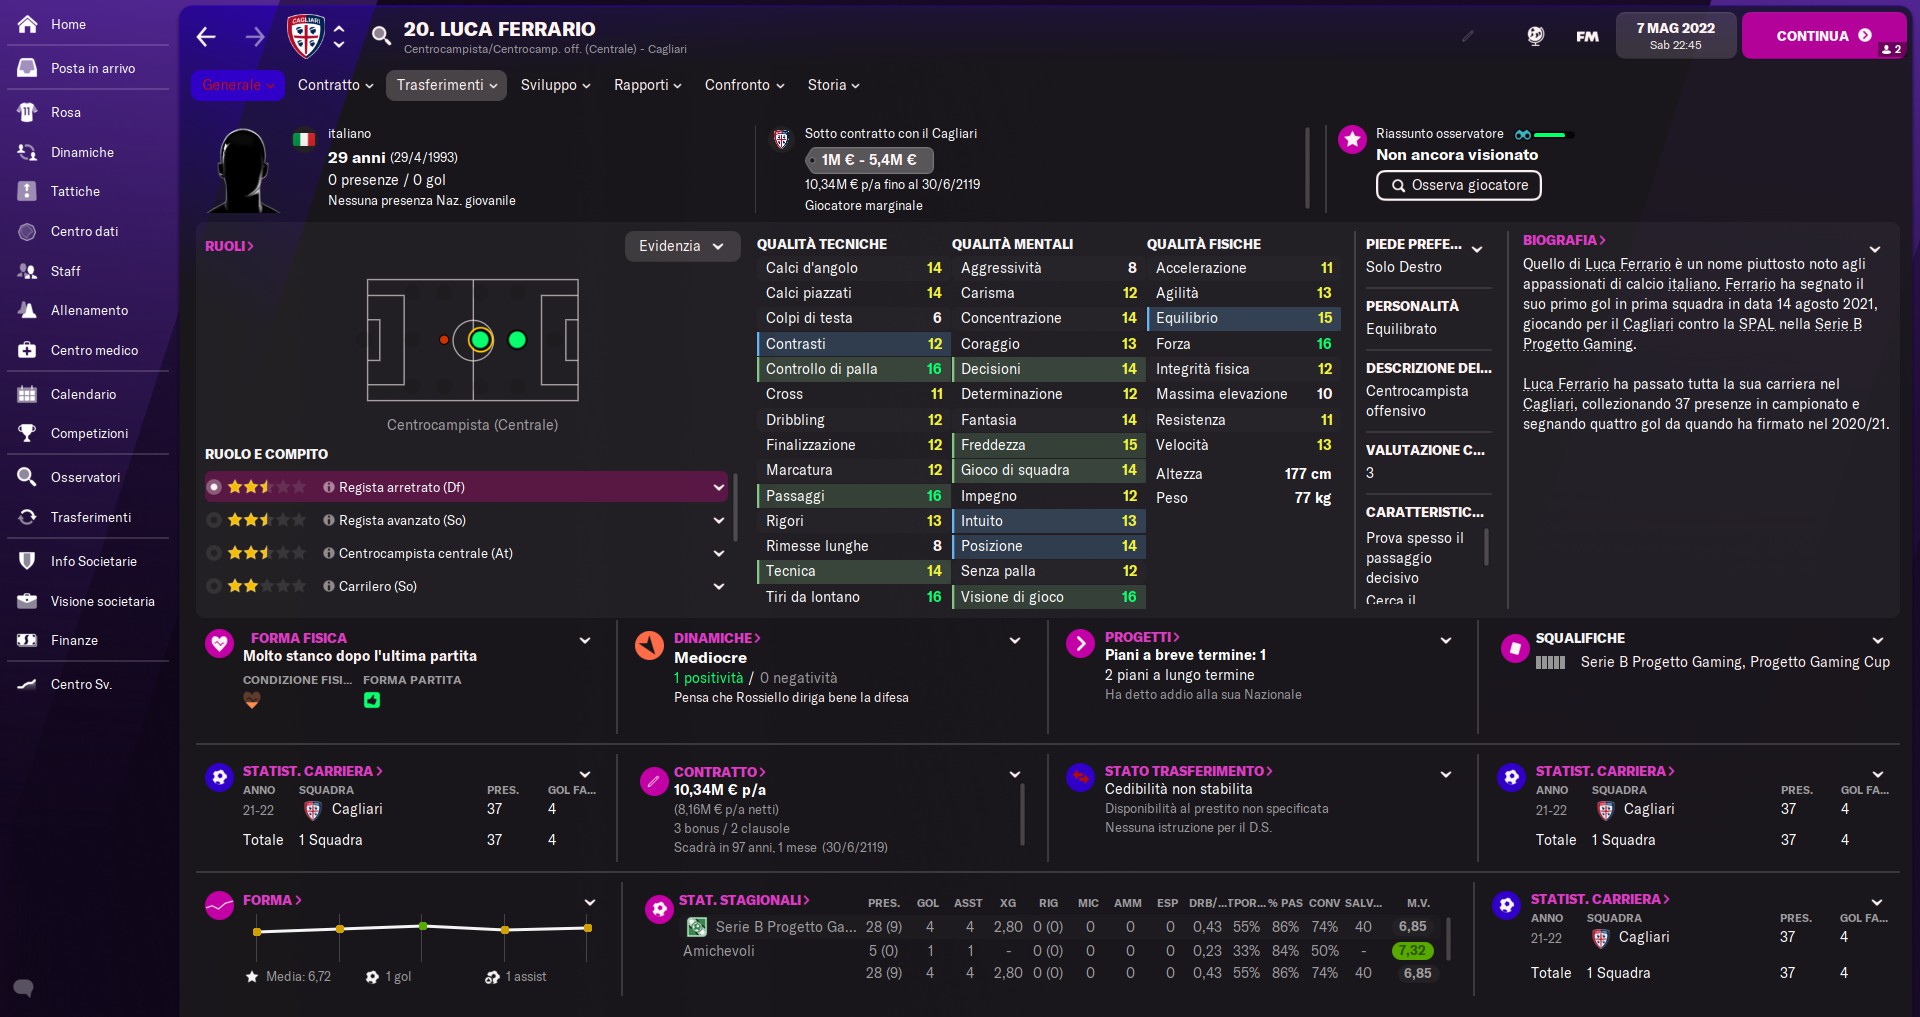 Home
Posta in arrivo
Rosa
Dinamiche
Tattiche
Centro dati
Staff
Allenamento
Centro medico
Calendario
Competizioni
Osservatori
Trasferimenti
Info Societarie
Visione societaria
Finanze
Centro Sv.
20. LUCA FERRARIO
Centrocampista/Centrocamp. off. (Centrale) - Cagliari
FM
7 MAG 2022
Sab 22:45
CONTINUA
2
Generale
Contratto
Trasferimenti
Sviluppo
Rapporti
Confronto
Storia
italiano
29 anni (29/4/1993)
0 presenze / 0 gol
Nessuna presenza Naz. giovanile
Sotto contratto con il Cagliari
1M € - 5,4M €
10,34M € p/a fino al 30/6/2119
Giocatore marginale
Riassunto osservatore
Non ancora visionato
Osserva giocatore
RUOLI
Evidenzia
Centrocampista (Centrale)
RUOLO E COMPITO
Regista arretrato (Df)
Regista avanzato (So)
Centrocampista centrale (At)
Carrilero (So)
QUALITÀ TECNICHE
Calci d'angolo 14
Calci piazzati 14
Colpi di testa 6
Contrasti 12
Controllo di palla 16
Cross 11
Dribbling 12
Finalizzazione 12
Marcatura 12
Passaggi 16
Rigori 13
Rimesse lunghe 8
Tecnica 14
Tiri da lontano 16
QUALITÀ MENTALI
Aggressività 8
Carisma 12
Concentrazione 14
Coraggio 13
Decisioni 14
Determinazione 12
Fantasia 14
Freddezza 15
Gioco di squadra 14
Impegno 12
Intuito 13
Posizione 14
Senza palla 12
Visione di gioco 16
QUALITÀ FISICHE
Accelerazione 11
Agilità 13
Equilibrio 15
Forza 16
Integrità fisica 12
Massima elevazione 10
Resistenza 11
Velocità 13
Altezza 177 cm
Peso 77 kg
PIEDE PREFE...
Solo Destro
PERSONALITÀ
Equilibrato
DESCRIZIONE DEI...
Centrocampista
offensivo
VALUTAZIONE C...
3
CARATTERISTIC...
Prova spesso il
passaggio
decisivo
Cerca il
BIOGRAFIA
Quello di Luca Ferrario è un nome piuttosto noto agli
appassionati di calcio italiano. Ferrario ha segnato il
suo primo gol in prima squadra in data 14 agosto 2021,
giocando per il Cagliari contro la SPAL nella Serie B
Progetto Gaming.
Luca Ferrario ha passato tutta la sua carriera nel
Cagliari, collezionando 37 presenze in campionato e
segnando quattro gol da quando ha firmato nel 2020/21.
FORMA FISICA
Molto stanco dopo l'ultima partita
CONDIZIONE FISI... FORMA PARTITA
DINAMICHE
Mediocre
1 positività / 0 negatività
Pensa che Rossiello diriga bene la difesa
PROGETTI
Piani a breve termine: 1
2 piani a lungo termine
Ha detto addio alla sua Nazionale
SQUALIFICHE
Serie B Progetto Gaming, Progetto Gaming Cup
STATIST. CARRIERA
ANNO SQUADRA PRES. GOL FA...
21-22 Cagliari 37 4
Totale 1 Squadra 37 4
CONTRATTO
10,34M € p/a
(8,16M € p/a netti)
3 bonus / 2 clausole
Scadrà in 97 anni, 1 mese (30/6/2119)
STATO TRASFERIMENTO
Cedibilità non stabilita
Disponibilità al prestito non specificata
Nessuna istruzione per il D.S.
STATIST. CARRIERA
ANNO SQUADRA PRES. GOL FA...
21-22 Cagliari 37 4
Totale 1 Squadra 37 4
FORMA
Media: 6,72 1 gol 1 assist
STAT. STAGIONALI PRES. GOL ASST XG RIG MIC AMM ESP DRB/... TPOR... % PAS CONV SALV... M.V.
Serie B Progetto Ga... 28 (9) 4 4 2,80 0 (0) 0 0 0 0,43 55% 86% 74% 40 6,85
Amichevoli 5 (0) 1 1 - 0 (0) 0 0 0 0,23 33% 84% 50% - 7,32
28 (9) 4 4 2,80 0 (0) 0 0 0 0,43 55% 86% 74% 40 6,85
STATIST. CARRIERA
ANNO SQUADRA PRES. GOL FA...
21-22 Cagliari 37 4
Totale 1 Squadra 37 4